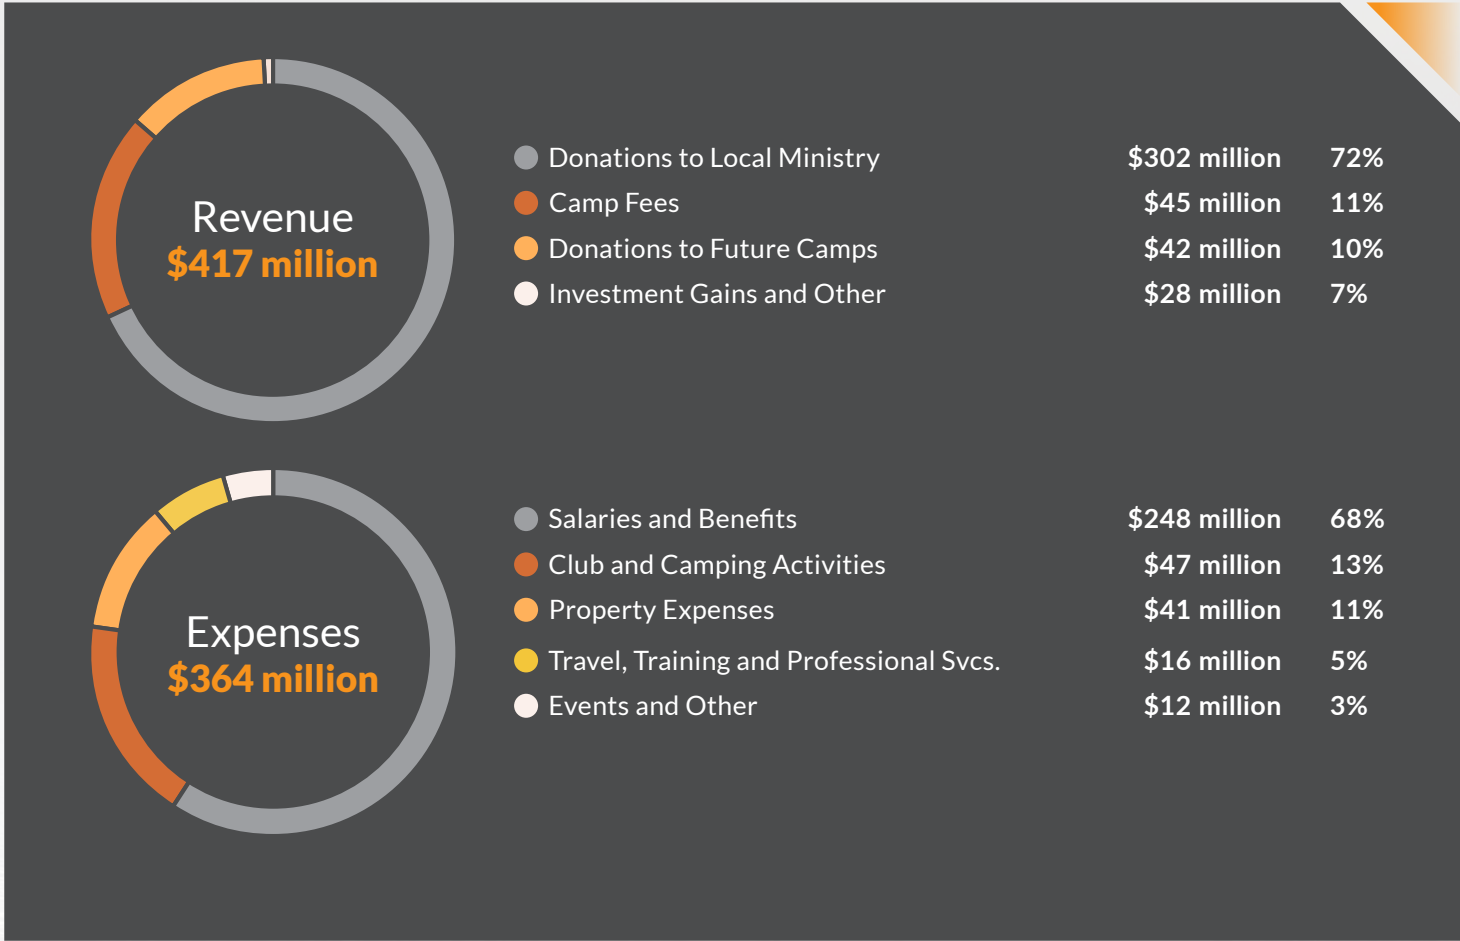 Revenue
$417 million
Donations to Local Ministry $302 million 72%
Camp Fees $45 million 11%
Donations to Future Camps $42 million 10%
Investment Gains and Other $28 million 7%
Expenses
$364 million
Salaries and Benefits $248 million 68%
Club and Camping Activities $47 million 13%
Property Expenses $41 million 11%
Travel, Training and Professional Svcs. $16 million 5%
Events and Other $12 million 3%